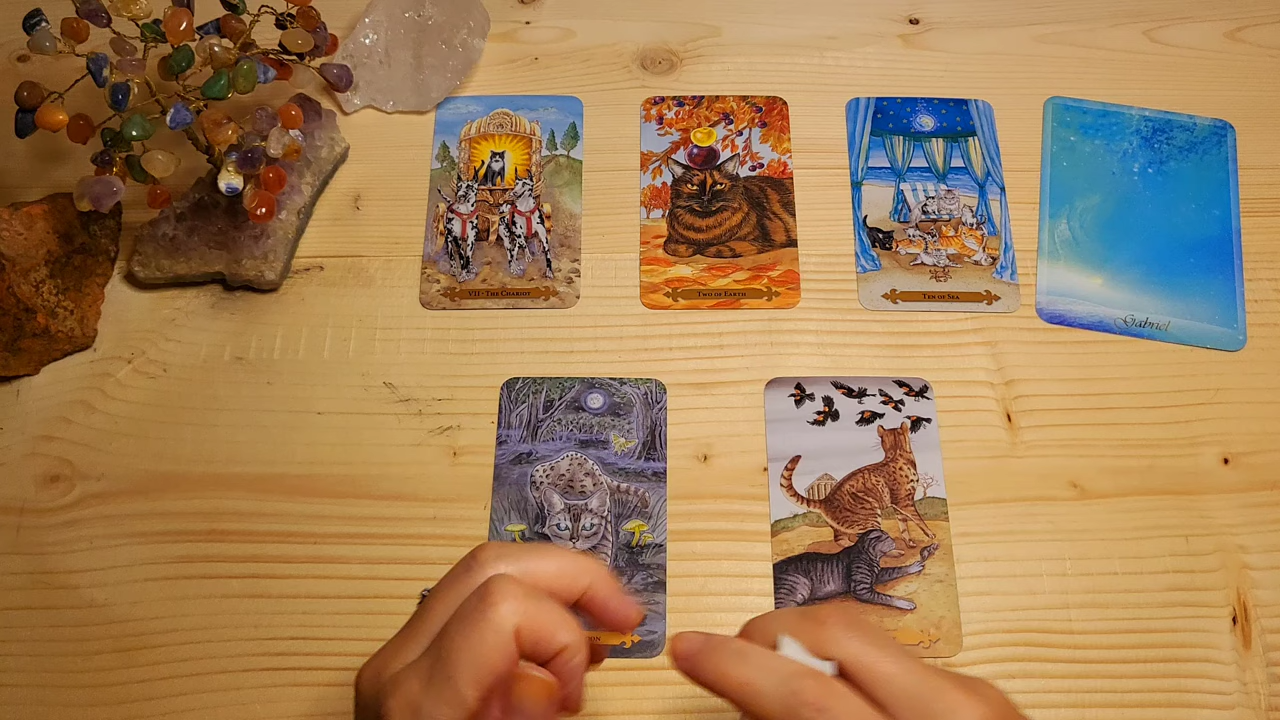 VII · THE CHARIOT
TWO OF EARTH
TEN OF SEA
Gabriel